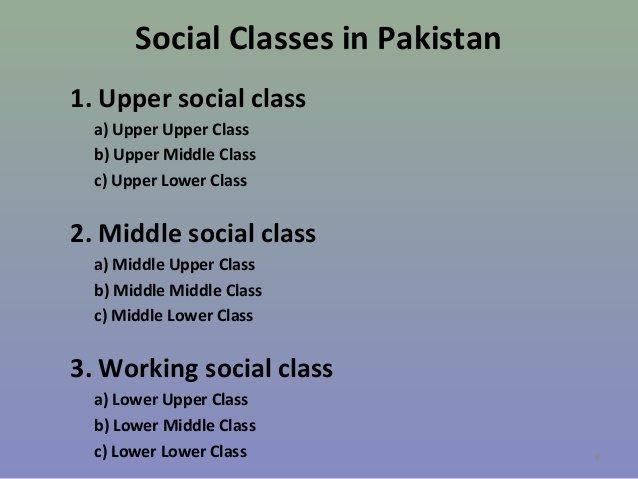 Social Classes in Pakistan
1. Upper social class
a) Upper Upper Class
b) Upper Middle Class
c) Upper Lower Class
2. Middle social class
a) Middle Upper Class
b) Middle Middle Class
c) Middle Lower Class
3. Working social class
a) Lower Upper Class
b) Lower Middle Class
c) Lower Lower Class